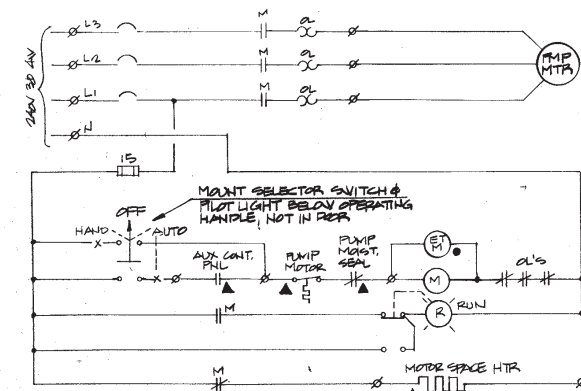 M OL
L3
M OL
L2
PMP
MTR
240V 3Ø 4W
M OL
L1
N
15
MOUNT SELECTOR SWITCH &
PILOT LIGHT BELOW OPERATING
HANDLE, NOT IN DOOR
OFF
HAND AUTO
AUX CONT.
PNL
PUMP
MOTOR
PUMP
MOIST.
SEAL
ET
M
M
OL'S
M
R
RUN
M
MOTOR SPACE HTR